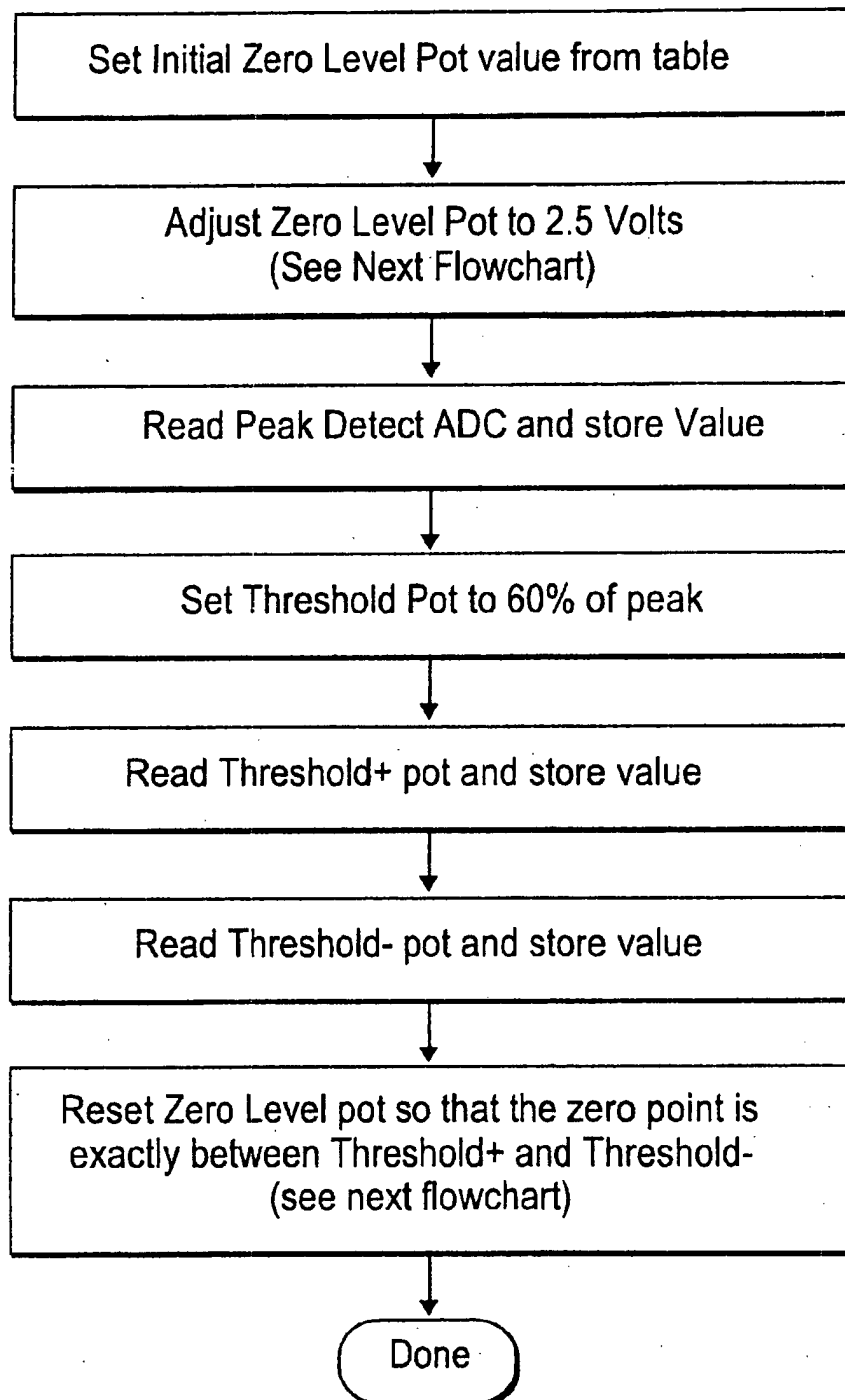 Set Initial Zero Level Pot value from table
Adjust Zero Level Pot to 2.5 Volts
(See Next Flowchart)
Read Peak Detect ADC and store Value
Set Threshold Pot to 60% of peak
Read Threshold+ pot and store value
Read Threshold- pot and store value
Reset Zero Level pot so that the zero point is
exactly between Threshold+ and Threshold-
(see next flowchart)
Done